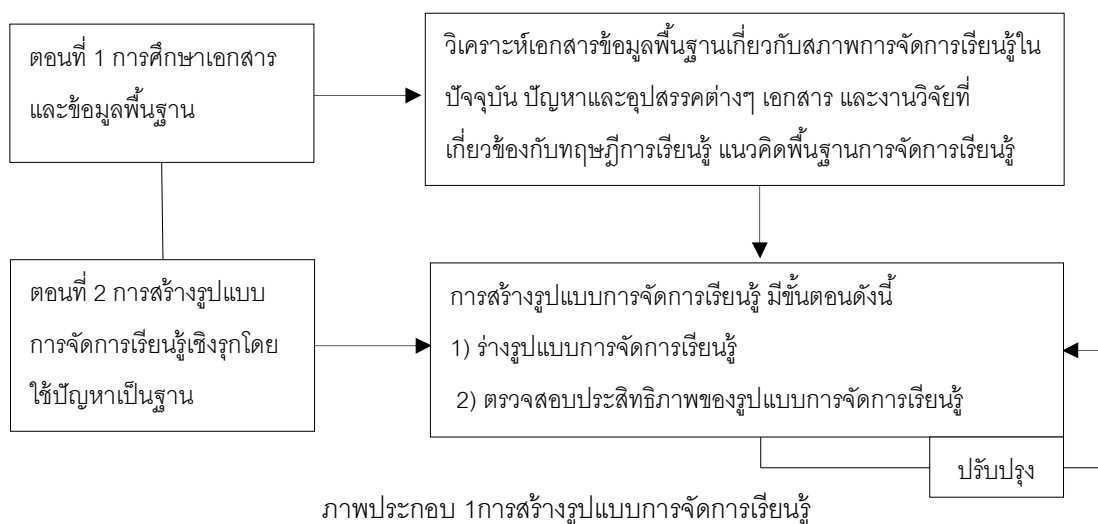 ตอนที่ 1 การศึกษาเอกสาร
และข้อมูลพื้นฐาน
วิเคราะห์เอกสารข้อมูลพื้นฐานเกี่ยวกับสภาพการจัดการเรียนรู้ใน
ปัจจุบัน ปัญหาและอุปสรรคต่างๆ เอกสาร และงานวิจัยที่
เกี่ยวข้องกับทฤษฎีการเรียนรู้ แนวคิดพื้นฐานการจัดการเรียนรู้
ตอนที่ 2 การสร้างรูปแบบ
การจัดการเรียนรู้เชิงรุกโดย
ใช้ปัญหาเป็นฐาน
การสร้างรูปแบบการจัดการเรียนรู้ มีขั้นตอนดังนี้
1) ร่างรูปแบบการจัดการเรียนรู้
2) ตรวจสอบประสิทธิภาพของรูปแบบการจัดการเรียนรู้
ปรับปรุง
ภาพประกอบ 1การสร้างรูปแบบการจัดการเรียนรู้